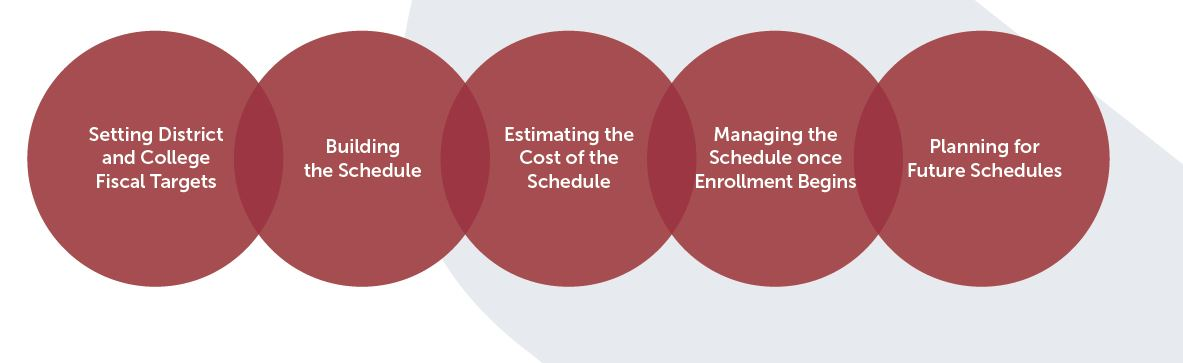 Setting District
and College
Fiscal Targets
Building
the Schedule
Estimating the
Cost of the
Schedule
Managing the
Schedule once
Enrollment Begins
Planning for
Future Schedules